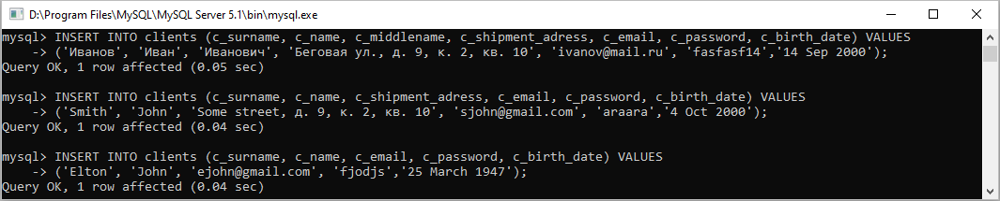 D:\Program Files\MySQL\MySQL Server 5.1\bin\mysql.exe
mysql> INSERT INTO clients (c_surname, c_name, c_middlename, c_shipment_adress, c_email, c_password, c_birth_date) VALUES
    -> ('Иванов', 'Иван', 'Иванович', 'Беговая ул., д. 9, к. 2, кв. 10', 'ivanov@mail.ru', 'fasfasf14','14 Sep 2000');
Query OK, 1 row affected (0.05 sec)
mysql> INSERT INTO clients (c_surname, c_name, c_shipment_adress, c_email, c_password, c_birth_date) VALUES
    -> ('Smith', 'John', 'Some street, д. 9, к. 2, кв. 10', 'sjohn@gmail.com', 'araara','4 Oct 2000');
Query OK, 1 row affected (0.04 sec)
mysql> INSERT INTO clients (c_surname, c_name, c_email, c_password, c_birth_date) VALUES
    -> ('Elton', 'John', 'ejohn@gmail.com', 'fjodjs','25 March 1947');
Query OK, 1 row affected (0.04 sec)